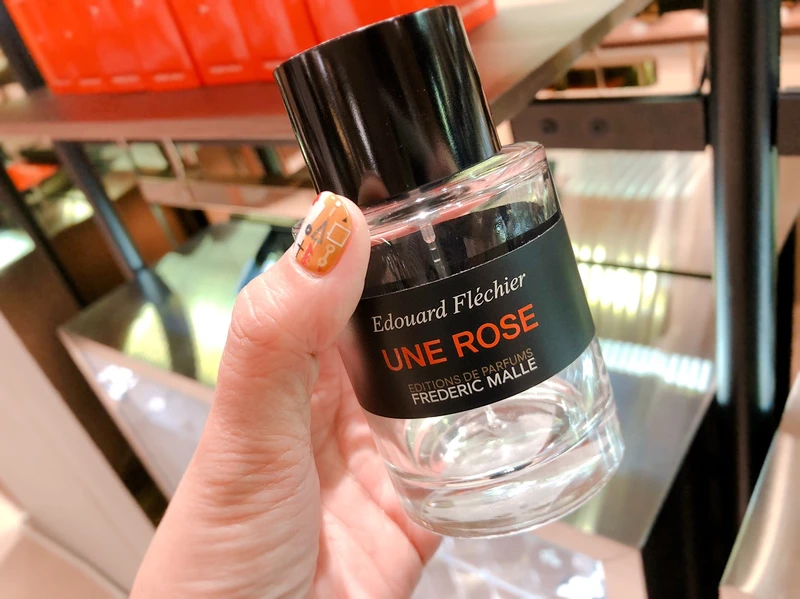 Edouard Fléchier
UNE ROSE
EDITIONS DE PARFUMS
FREDERIC MALLE